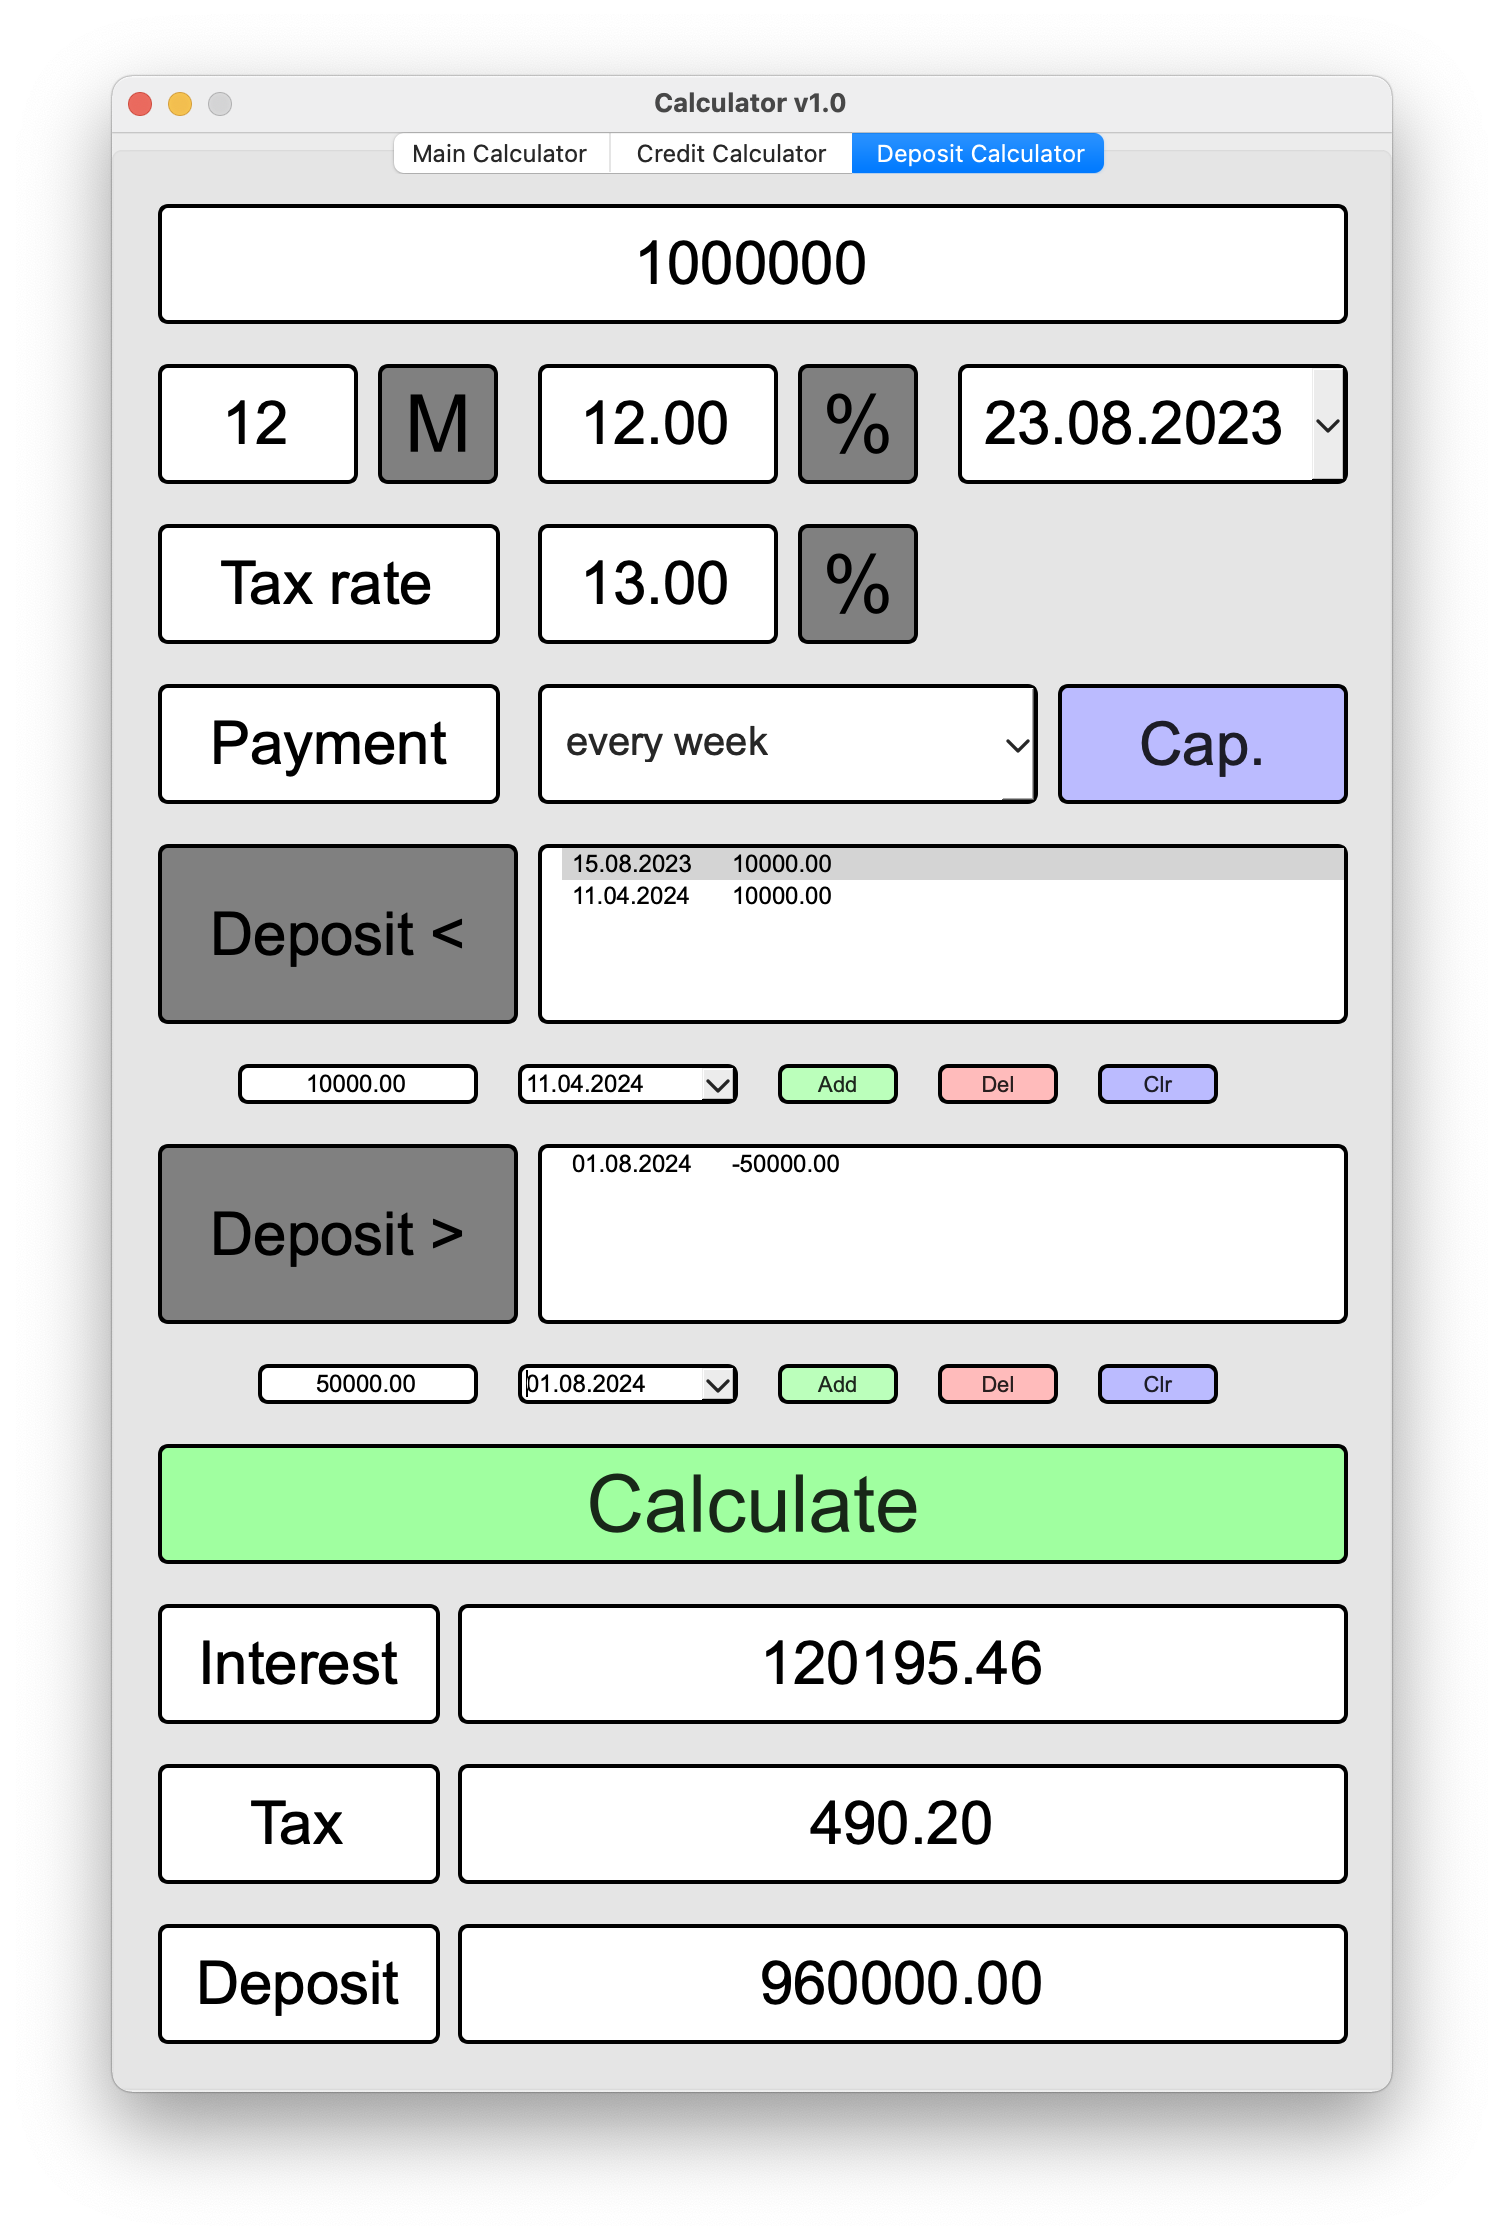 Calculator v1.0
Main Calculator Credit Calculator Deposit Calculator
1000000
12 M 12.00 % 23.08.2023
Tax rate 13.00 %
Payment every week Cap.
Deposit <
15.08.2023 10000.00
11.04.2024 10000.00
10000.00 11.04.2024 Add Del Clr
Deposit >
01.08.2024 -50000.00
50000.00 01.08.2024 Add Del Clr
Calculate
Interest 120195.46
Tax 490.20
Deposit 960000.00